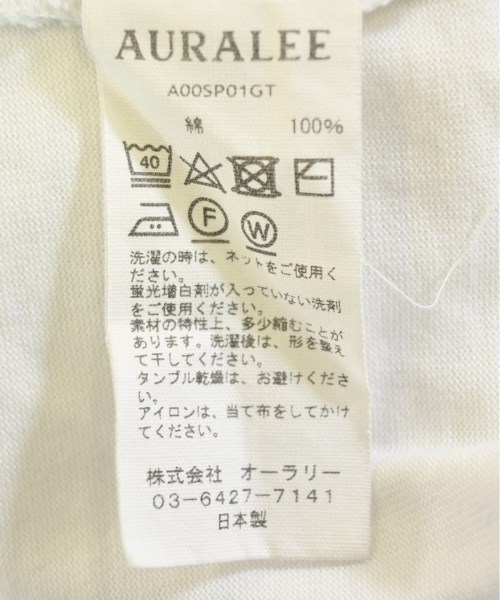 AURALEE
A00SP01GT
綿 100%
40
F W
洗濯の時は、ネットをご使用く
ださい。
蛍光増白剤が入っていない洗剤
をご使用ください。
素材の特性上、多少縮むことが
あります。洗濯後は、形を整え
て干してください。
タンブル乾燥は、お避けくださ
い。
アイロンは、当て布をしてかけ
てください。
株式会社 オーラリー
03-6427-7141
日本製